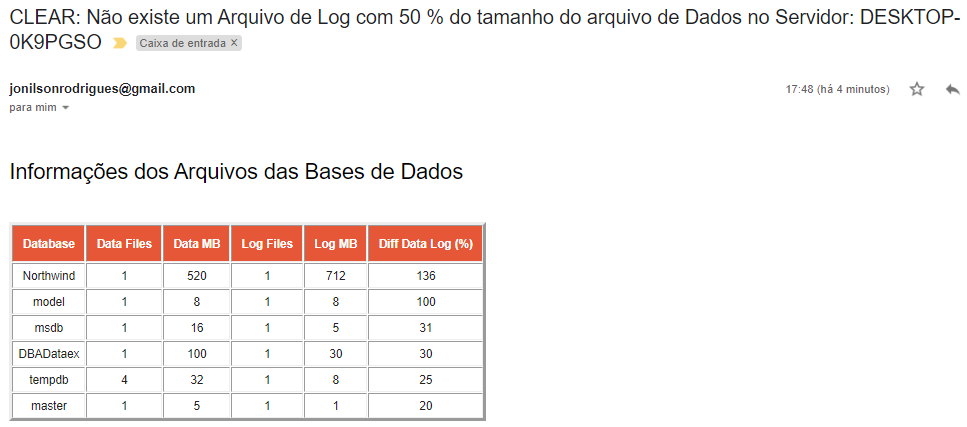 CLEAR: Não existe um Arquivo de Log com 50 % do tamanho do arquivo de Dados no Servidor: DESKTOP-
0K9PGSO Caixa de entrada X
jonilsonrodrigues@gmail.com 17:48 (há 4 minutos)
para mim
Informações dos Arquivos das Bases de Dados
Database Data Files Data MB Log Files Log MB Diff Data Log (%)
Northwind 1 520 1 712 136
model 1 8 1 8 100
msdb 1 16 1 5 31
DBADataex 1 100 1 30 30
tempdb 4 32 1 8 25
master 1 5 1 1 20